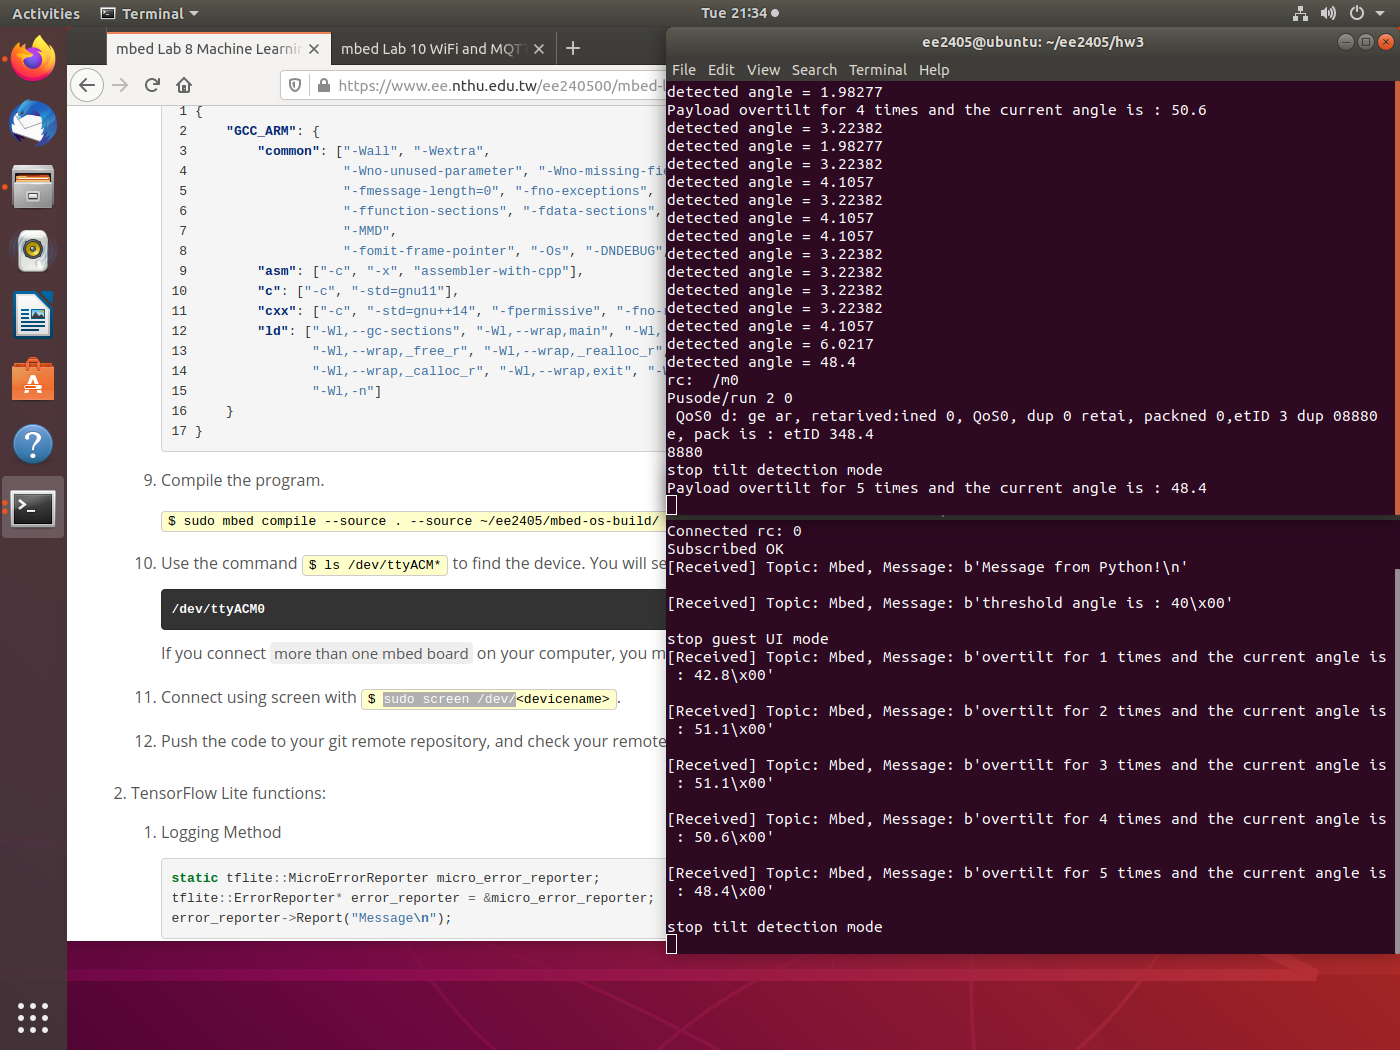 Activities
Terminal
Tue 21:34
mbed Lab 8 Machine Learnin
mbed Lab 10 WiFi and MQT
https://www.ee.nthu.edu.tw/ee240500/mbed-l
1 {
2 "GCC_ARM": {
3 "common": ["-Wall", "-Wextra",
4 "-Wno-unused-parameter", "-Wno-missing-fie
5 "-fmessage-length=0", "-fno-exceptions",
6 "-ffunction-sections", "-fdata-sections",
7 "-MMD",
8 "-fomit-frame-pointer", "-Os", "-DNDEBUG"
9 "asm": ["-c", "-x", "assembler-with-cpp"],
10 "c": ["-c", "-std=gnu11"],
11 "cxx": ["-c", "-std=gnu++14", "-fpermissive", "-fno-
12 "ld": ["-Wl,--gc-sections", "-Wl,--wrap,main", "-Wl,
13 "-Wl,--wrap,_free_r", "-Wl,--wrap,_realloc_r",
14 "-Wl,--wrap,_calloc_r", "-Wl,--wrap,exit", "-W
15 "-Wl,-n"]
16 }
17 }
9. Compile the program.
$ sudo mbed compile --source . --source ~/ee2405/mbed-os-build/
10. Use the command $ ls /dev/ttyACM* to find the device. You will se
/dev/ttyACM0
If you connect more than one mbed board on your computer, you m
11. Connect using screen with $ sudo screen /dev/<devicename>.
12. Push the code to your git remote repository, and check your remote
2. TensorFlow Lite functions:
1. Logging Method
static tflite::MicroErrorReporter micro_error_reporter;
tflite::ErrorReporter* error_reporter = &micro_error_reporter;
error_reporter->Report("Message\n");
ee2405@ubuntu: ~/ee2405/hw3
File Edit View Search Terminal Help
detected angle = 1.98277
Payload overtilt for 4 times and the current angle is : 50.6
detected angle = 3.22382
detected angle = 1.98277
detected angle = 3.22382
detected angle = 4.1057
detected angle = 3.22382
detected angle = 4.1057
detected angle = 4.1057
detected angle = 3.22382
detected angle = 3.22382
detected angle = 3.22382
detected angle = 3.22382
detected angle = 4.1057
detected angle = 6.0217
detected angle = 48.4
rc:  /m0
Pusode/run 2 0
QoS0 d: ge ar, retarived:ined 0, QoS0, dup 0 retai, packned 0,etID 3 dup 08880
e, pack is : etID 348.4
8880
stop tilt detection mode
Payload overtilt for 5 times and the current angle is : 48.4
Connected rc: 0
Subscribed OK
[Received] Topic: Mbed, Message: b'Message from Python!\n'
[Received] Topic: Mbed, Message: b'threshold angle is : 40\x00'
stop guest UI mode
[Received] Topic: Mbed, Message: b'overtilt for 1 times and the current angle is
: 42.8\x00'
[Received] Topic: Mbed, Message: b'overtilt for 2 times and the current angle is
: 51.1\x00'
[Received] Topic: Mbed, Message: b'overtilt for 3 times and the current angle is
: 51.1\x00'
[Received] Topic: Mbed, Message: b'overtilt for 4 times and the current angle is
: 50.6\x00'
[Received] Topic: Mbed, Message: b'overtilt for 5 times and the current angle is
: 48.4\x00'
stop tilt detection mode